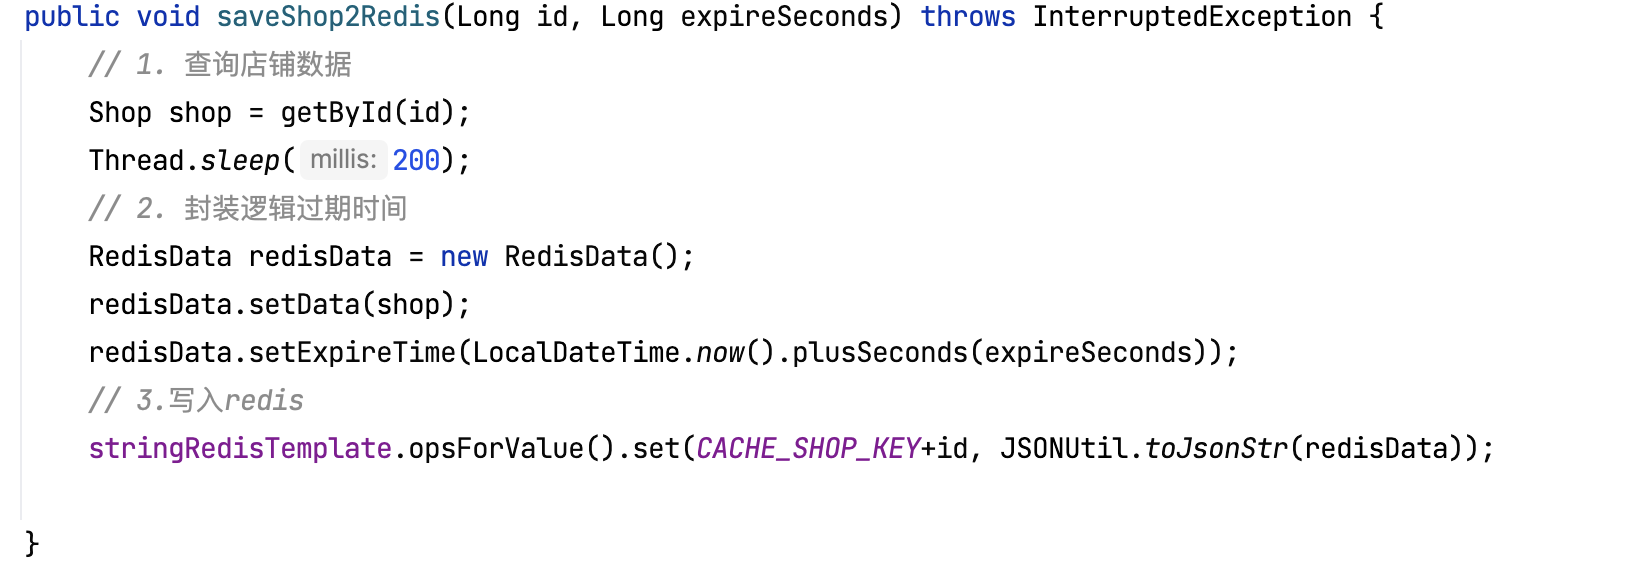 public void saveShop2Redis(Long id, Long expireSeconds) throws InterruptedException {
// 1. 查询店铺数据
Shop shop = getById(id);
Thread.sleep( millis: 200);
// 2. 封装逻辑过期时间
RedisData redisData = new RedisData();
redisData.setData(shop);
redisData.setExpireTime(LocalDateTime.now().plusSeconds(expireSeconds));
// 3.写入redis
stringRedisTemplate.opsForValue().set(CACHE_SHOP_KEY+id, JSONUtil.toJsonStr(redisData));
}